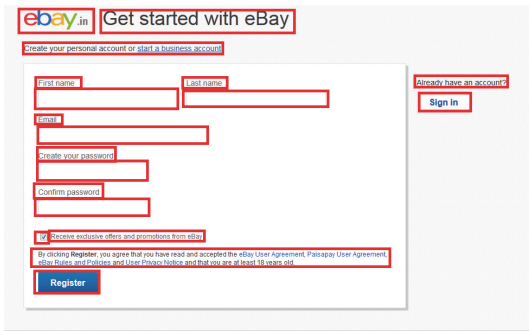 ebay.in Get started with eBay
Create your personal account or start a business account
First name Last name
Already have an account?
Sign in
Email
Create your password
Confirm password
Receive exclusive offers and promotions from eBay
By clicking Register, you agree that you have read and accepted the eBay User Agreement, Paisapay User Agreement,
eBay Rules and Policies and User Privacy Notice and that you are at least 18 years old.
Register